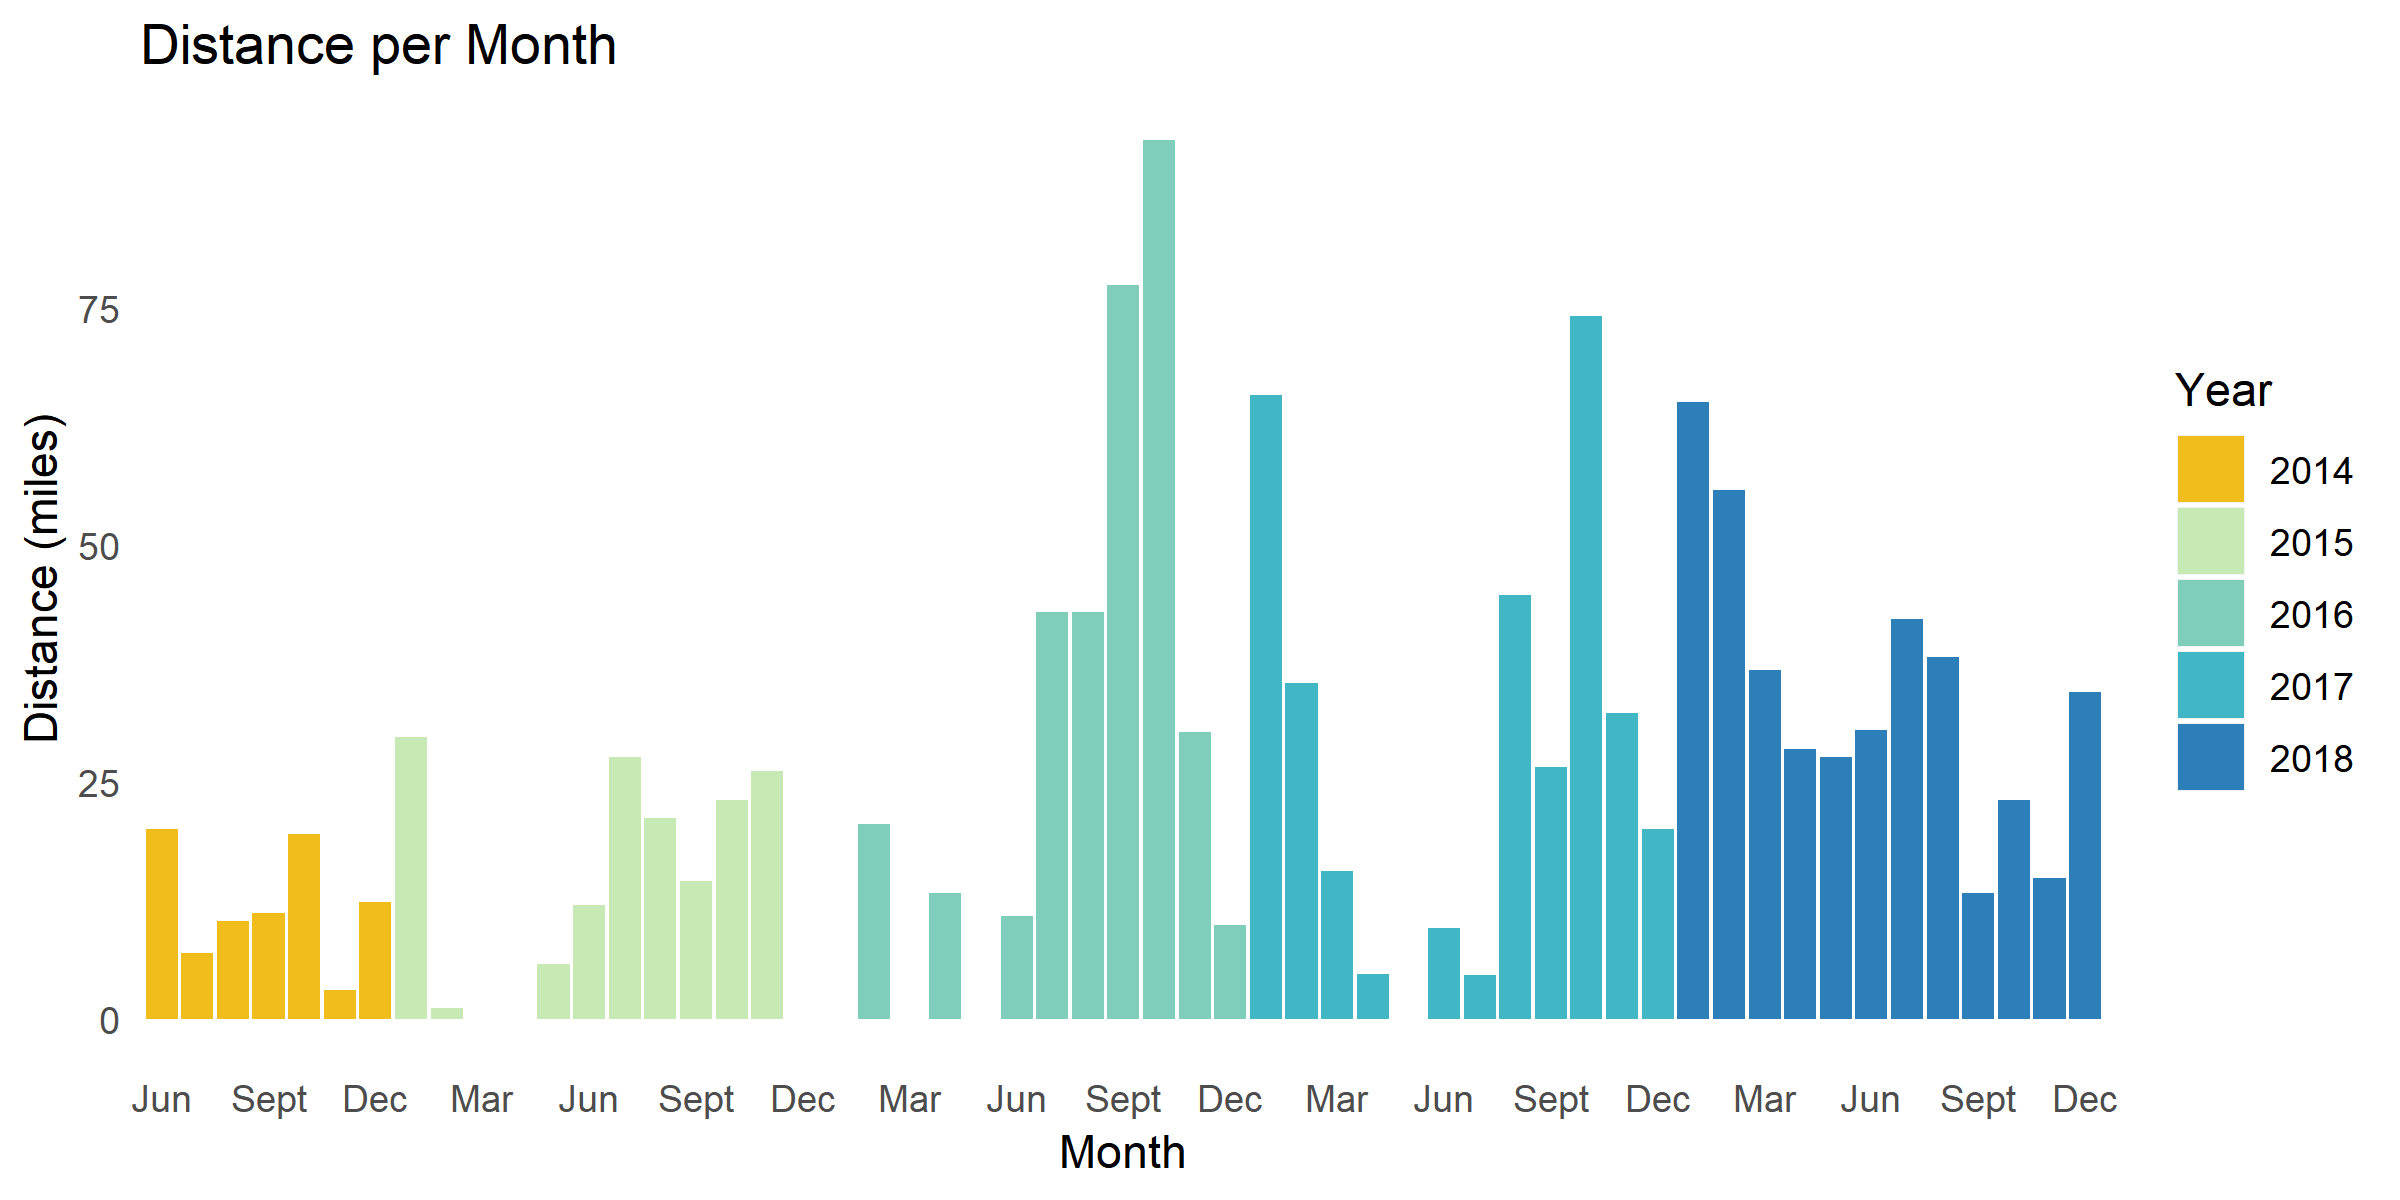 Distance per Month
Distance (miles)
75
50
25
0
Jun Sept Dec Mar Jun Sept Dec Mar Jun Sept Dec Mar Jun Sept Dec Mar Jun Sept Dec
Month
Year
2014
2015
2016
2017
2018